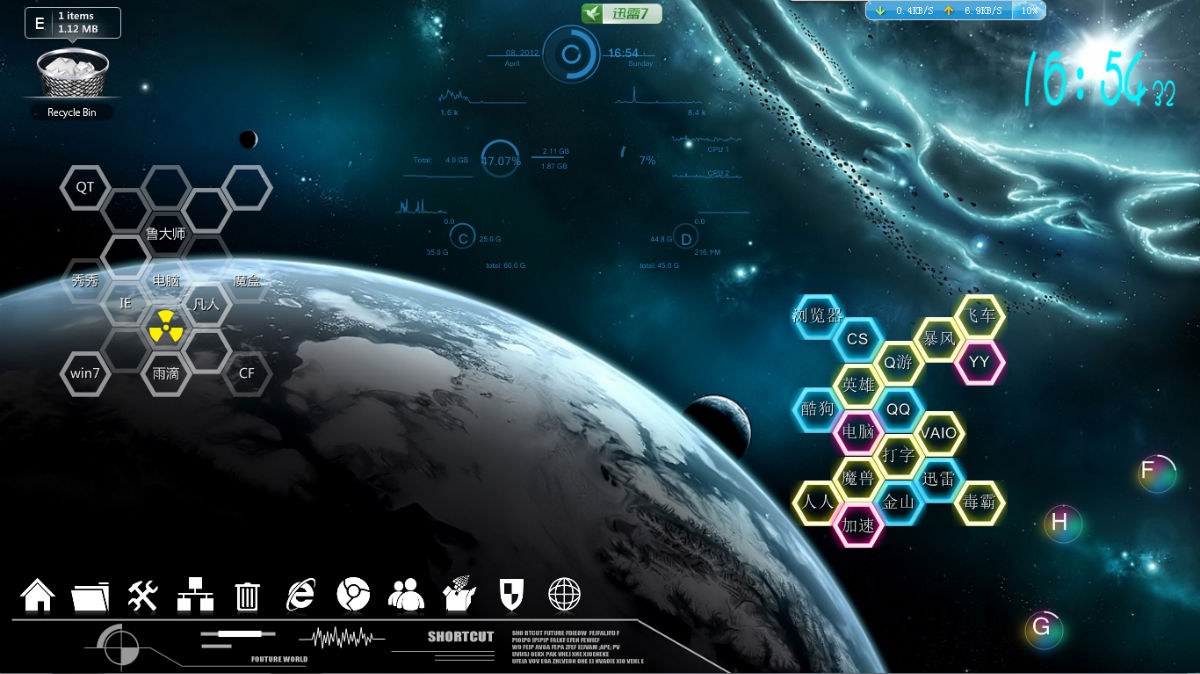 E
1 items
1.12 MB
Recycle Bin
迅雷7
0.4KB/S
6.9KB/S
10%
08, 2012
April
16:54
Sunday
16:54 32
1.6 k
8.4 k
Total:
4.0 GB
47.07%
2.11 GB
1.87 GB
7%
CPU 1
CPU 2
0.0
C
25.0 G
35.0 G
total: 60.0 G
0.0
44.8 G
D
total: 45.0 G
QT
鲁大师
秀秀
电脑
魔盒
IE
凡人
win7
雨滴
CF
浏览器
飞车
CS
暴风
Q游
YY
英雄
酷狗
QQ
电脑
VAIO
打字
魔兽
迅雷
人人
金山
毒霸
加速
F
H
G
SHORTCUT
FOUTURE WORLD